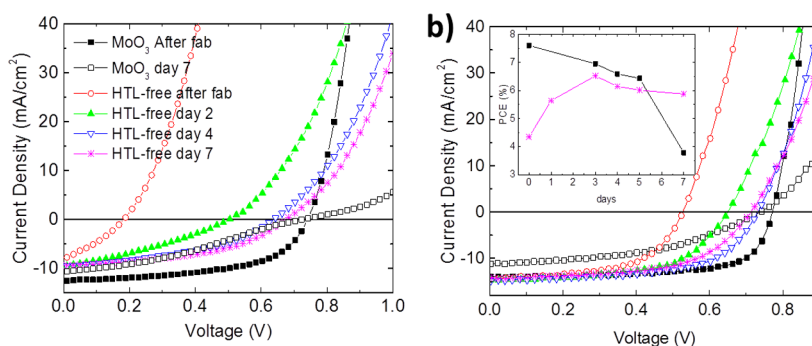 40
30
20
10
0
-10
-20
Current Density (mA/cm²)
MoO₃ After fab
MoO₃ day 7
HTL-free after fab
HTL-free day 2
HTL-free day 4
HTL-free day 7
0.0 0.2 0.4 0.6 0.8 1.0
Voltage (V)
b)
40
30
20
10
0
-10
Current Density (mA/cm²)
8
7
6
5
4
3
PCE (%)
0 1 2 3 4 5 6 7
days
0.0 0.2 0.4 0.6 0.8
Voltage (V)